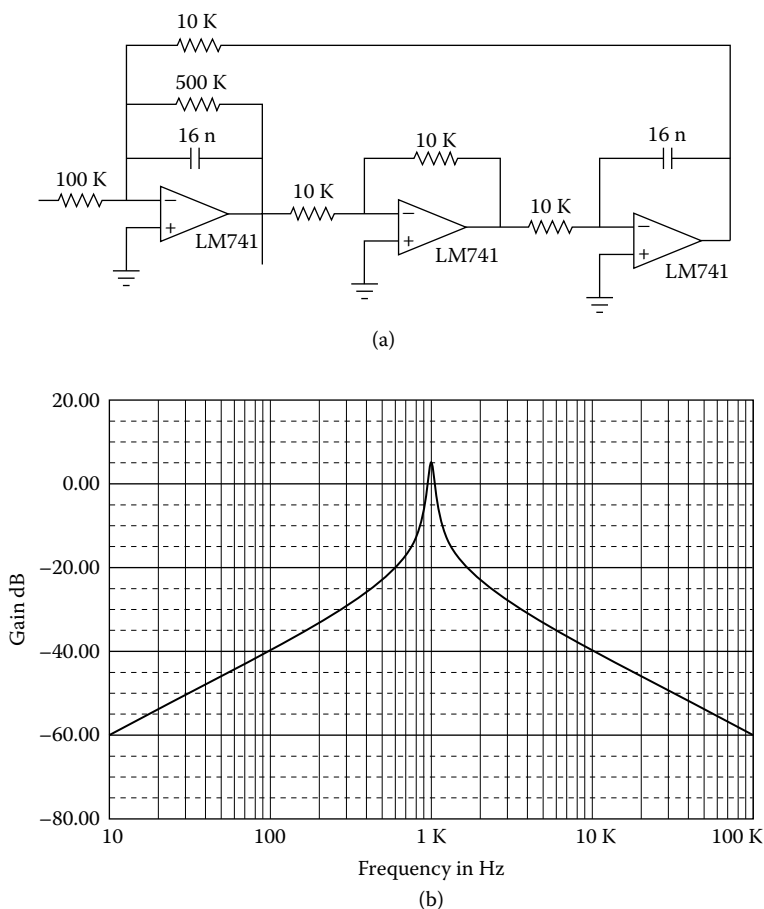 10 K
500 K
16 n
100 K
10 K
10 K
10 K
16 n
−
+
LM741
−
+
LM741
−
+
LM741
(a)
20.00
0.00
−20.00
−40.00
−60.00
−80.00
Gain dB
10
100
1 K
10 K
100 K
Frequency in Hz
(b)